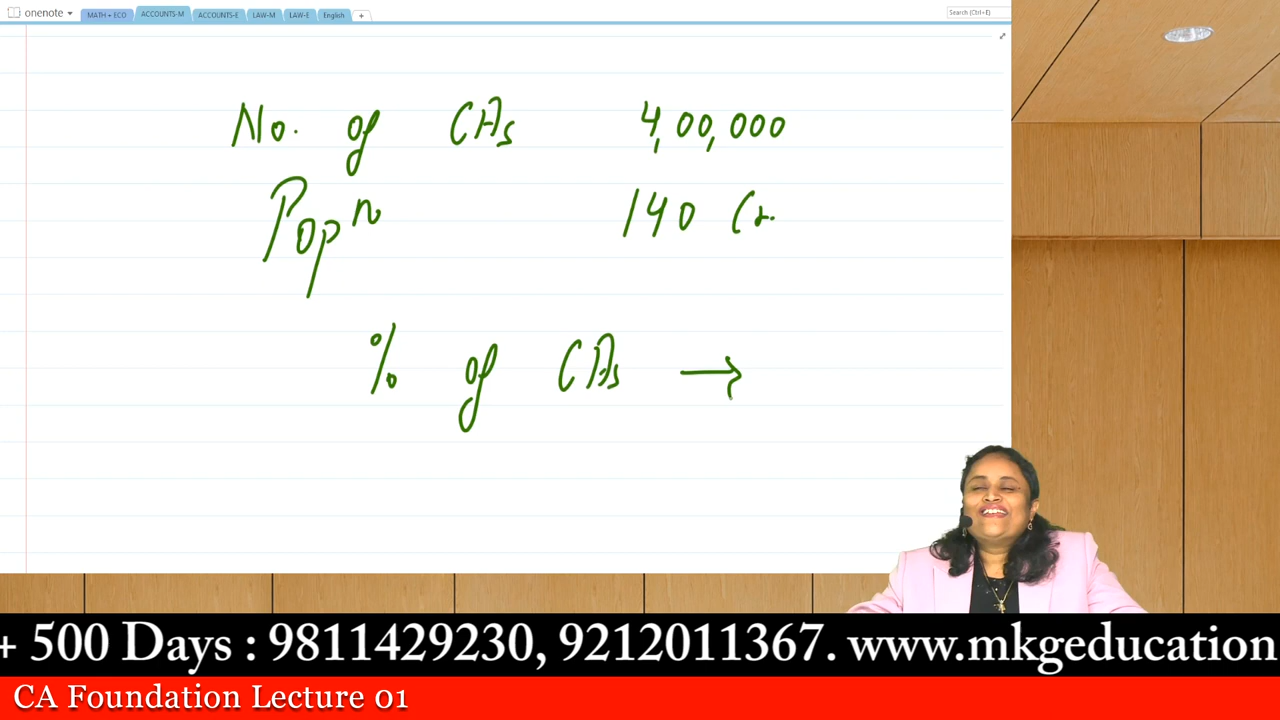 onenote MATH + ECO ACCOUNTS-M ACCOUNTS-E LAW-M LAW-E English + Search (Ctrl+E)
No. of CAs 4,00,000
Popn 140 Cr.
% of CAs →
+ 500 Days : 9811429230, 9212011367. www.mkgeducation
CA Foundation Lecture 01